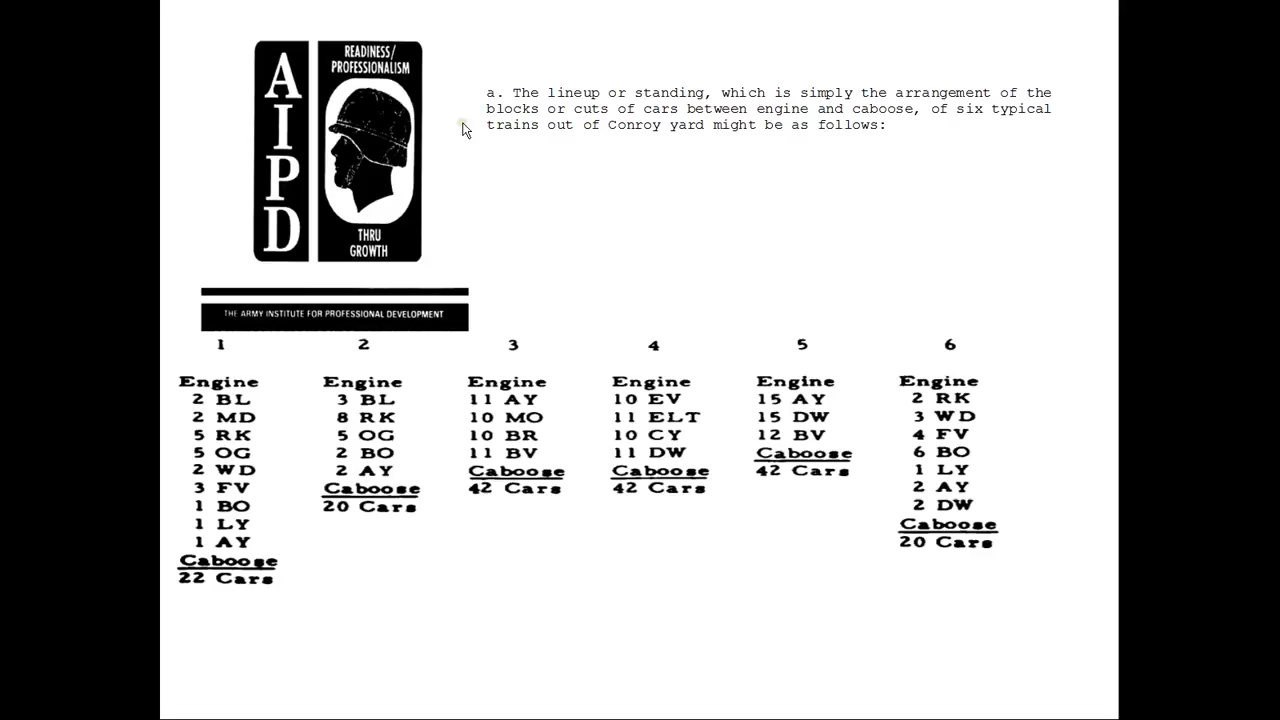 A
I
P
D
READINESS/
PROFESSIONALISM
THRU
GROWTH
THE ARMY INSTITUTE FOR PROFESSIONAL DEVELOPMENT
a. The lineup or standing, which is simply the arrangement of the
blocks or cuts of cars between engine and caboose, of six typical
trains out of Conroy yard might be as follows:
1
Engine
2 BL
2 MD
5 RK
5 OG
2 WD
3 FV
1 BO
1 LY
1 AY
Caboose
22 Cars
2
Engine
3 BL
8 RK
5 OG
2 BO
2 AY
Caboose
20 Cars
3
Engine
11 AY
10 MO
10 BR
11 BV
Caboose
42 Cars
4
Engine
10 EV
11 ELT
10 CY
11 DW
Caboose
42 Cars
5
Engine
15 AY
15 DW
12 BV
Caboose
42 Cars
6
Engine
2 RK
3 WD
4 FV
6 BO
1 LY
2 AY
2 DW
Caboose
20 Cars